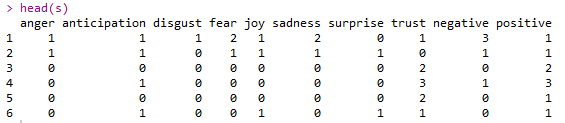 > head(s)
anger anticipation disgust fear joy sadness surprise trust negative positive
1 1 1 1 2 1 2 0 1 3 1
2 1 1 0 1 1 1 1 0 1 1
3 0 0 0 0 0 0 0 2 0 2
4 0 1 0 0 0 0 0 3 1 3
5 0 0 0 0 0 0 0 2 0 1
6 0 1 0 0 1 0 1 1 0 1